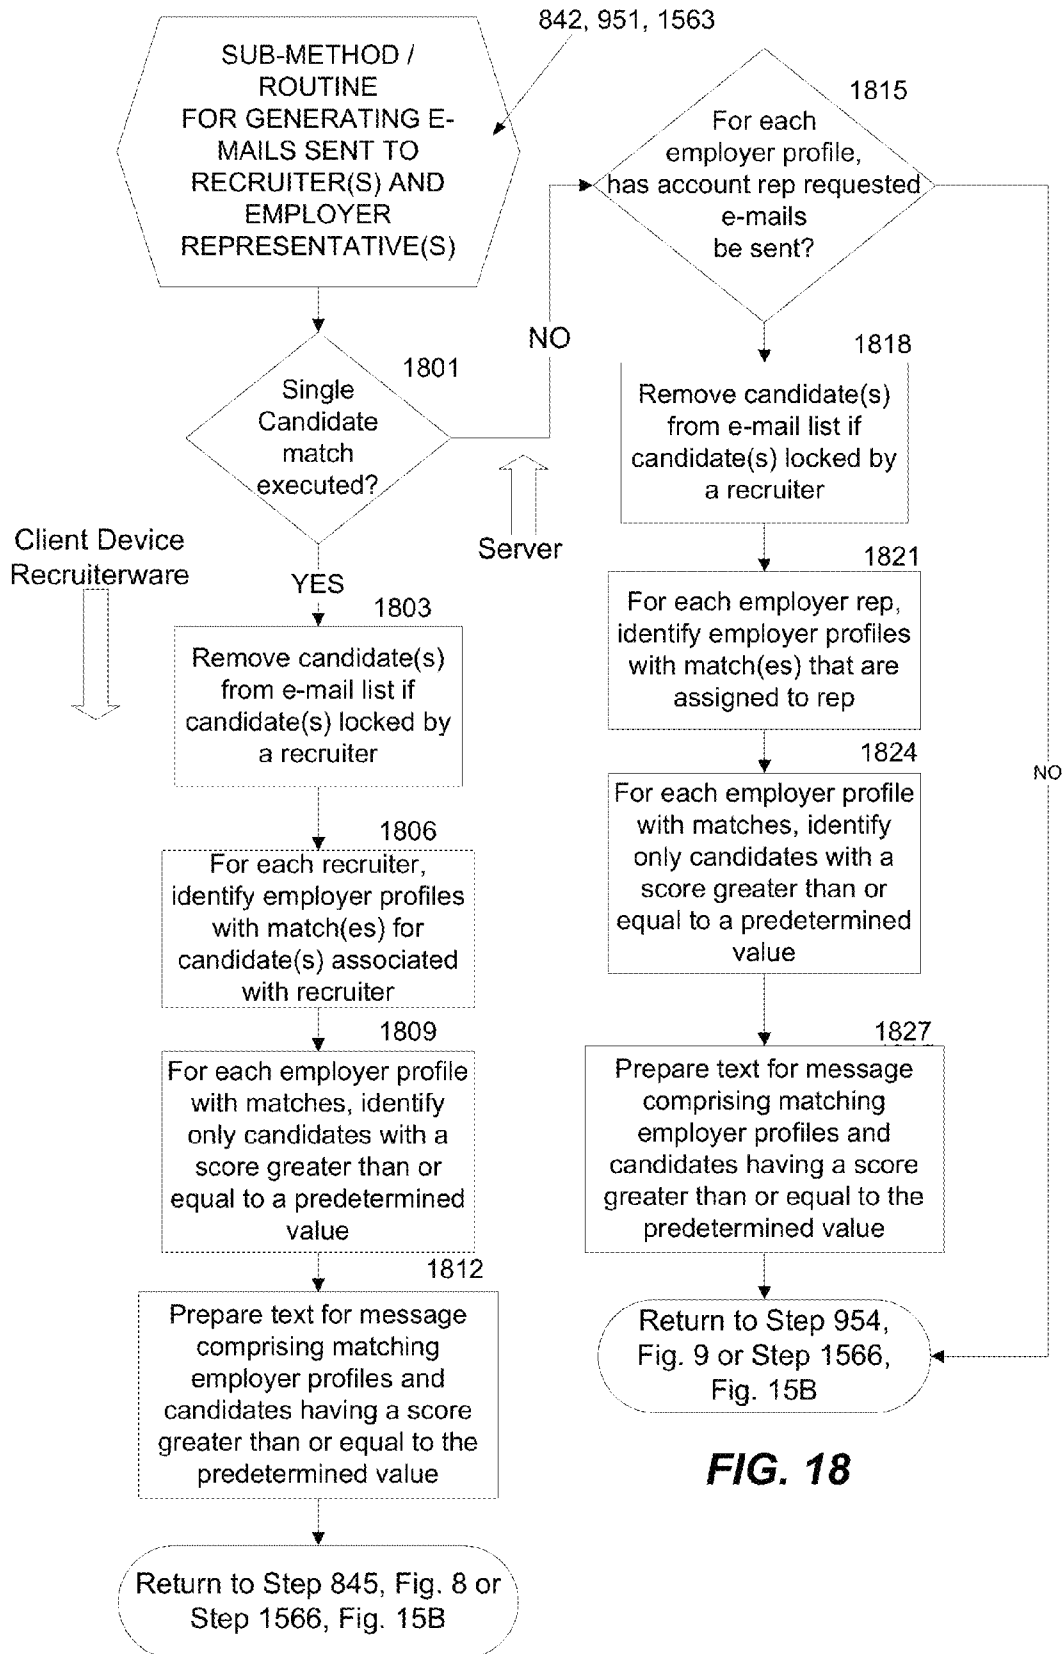 842, 951, 1563
SUB-METHOD /
ROUTINE
FOR GENERATING E-
MAILS SENT TO
RECRUITER(S) AND
EMPLOYER
REPRESENTATIVE(S)
1801
Single
Candidate
match
executed?
NO
Server
Client Device
Recruiterware
YES
1803
Remove candidate(s)
from e-mail list if
candidate(s) locked by
a recruiter
1806
For each recruiter,
identify employer profiles
with match(es) for
candidate(s) associated
with recruiter
1809
For each employer profile
with matches, identify
only candidates with a
score greater than or
equal to a predetermined
value
1812
Prepare text for message
comprising matching
employer profiles and
candidates having a score
greater than or equal to the
predetermined value
Return to Step 845, Fig. 8 or
Step 1566, Fig. 15B
1815
For each
employer profile,
has account rep requested
e-mails
be sent?
NO
1818
Remove candidate(s)
from e-mail list if
candidate(s) locked by
a recruiter
1821
For each employer rep,
identify employer profiles
with match(es) that are
assigned to rep
1824
For each employer profile
with matches, identify
only candidates with a
score greater than or
equal to a predetermined
value
1827
Prepare text for message
comprising matching
employer profiles and
candidates having a score
greater than or equal to the
predetermined value
Return to Step 954,
Fig. 9 or Step 1566,
Fig. 15B
FIG. 18